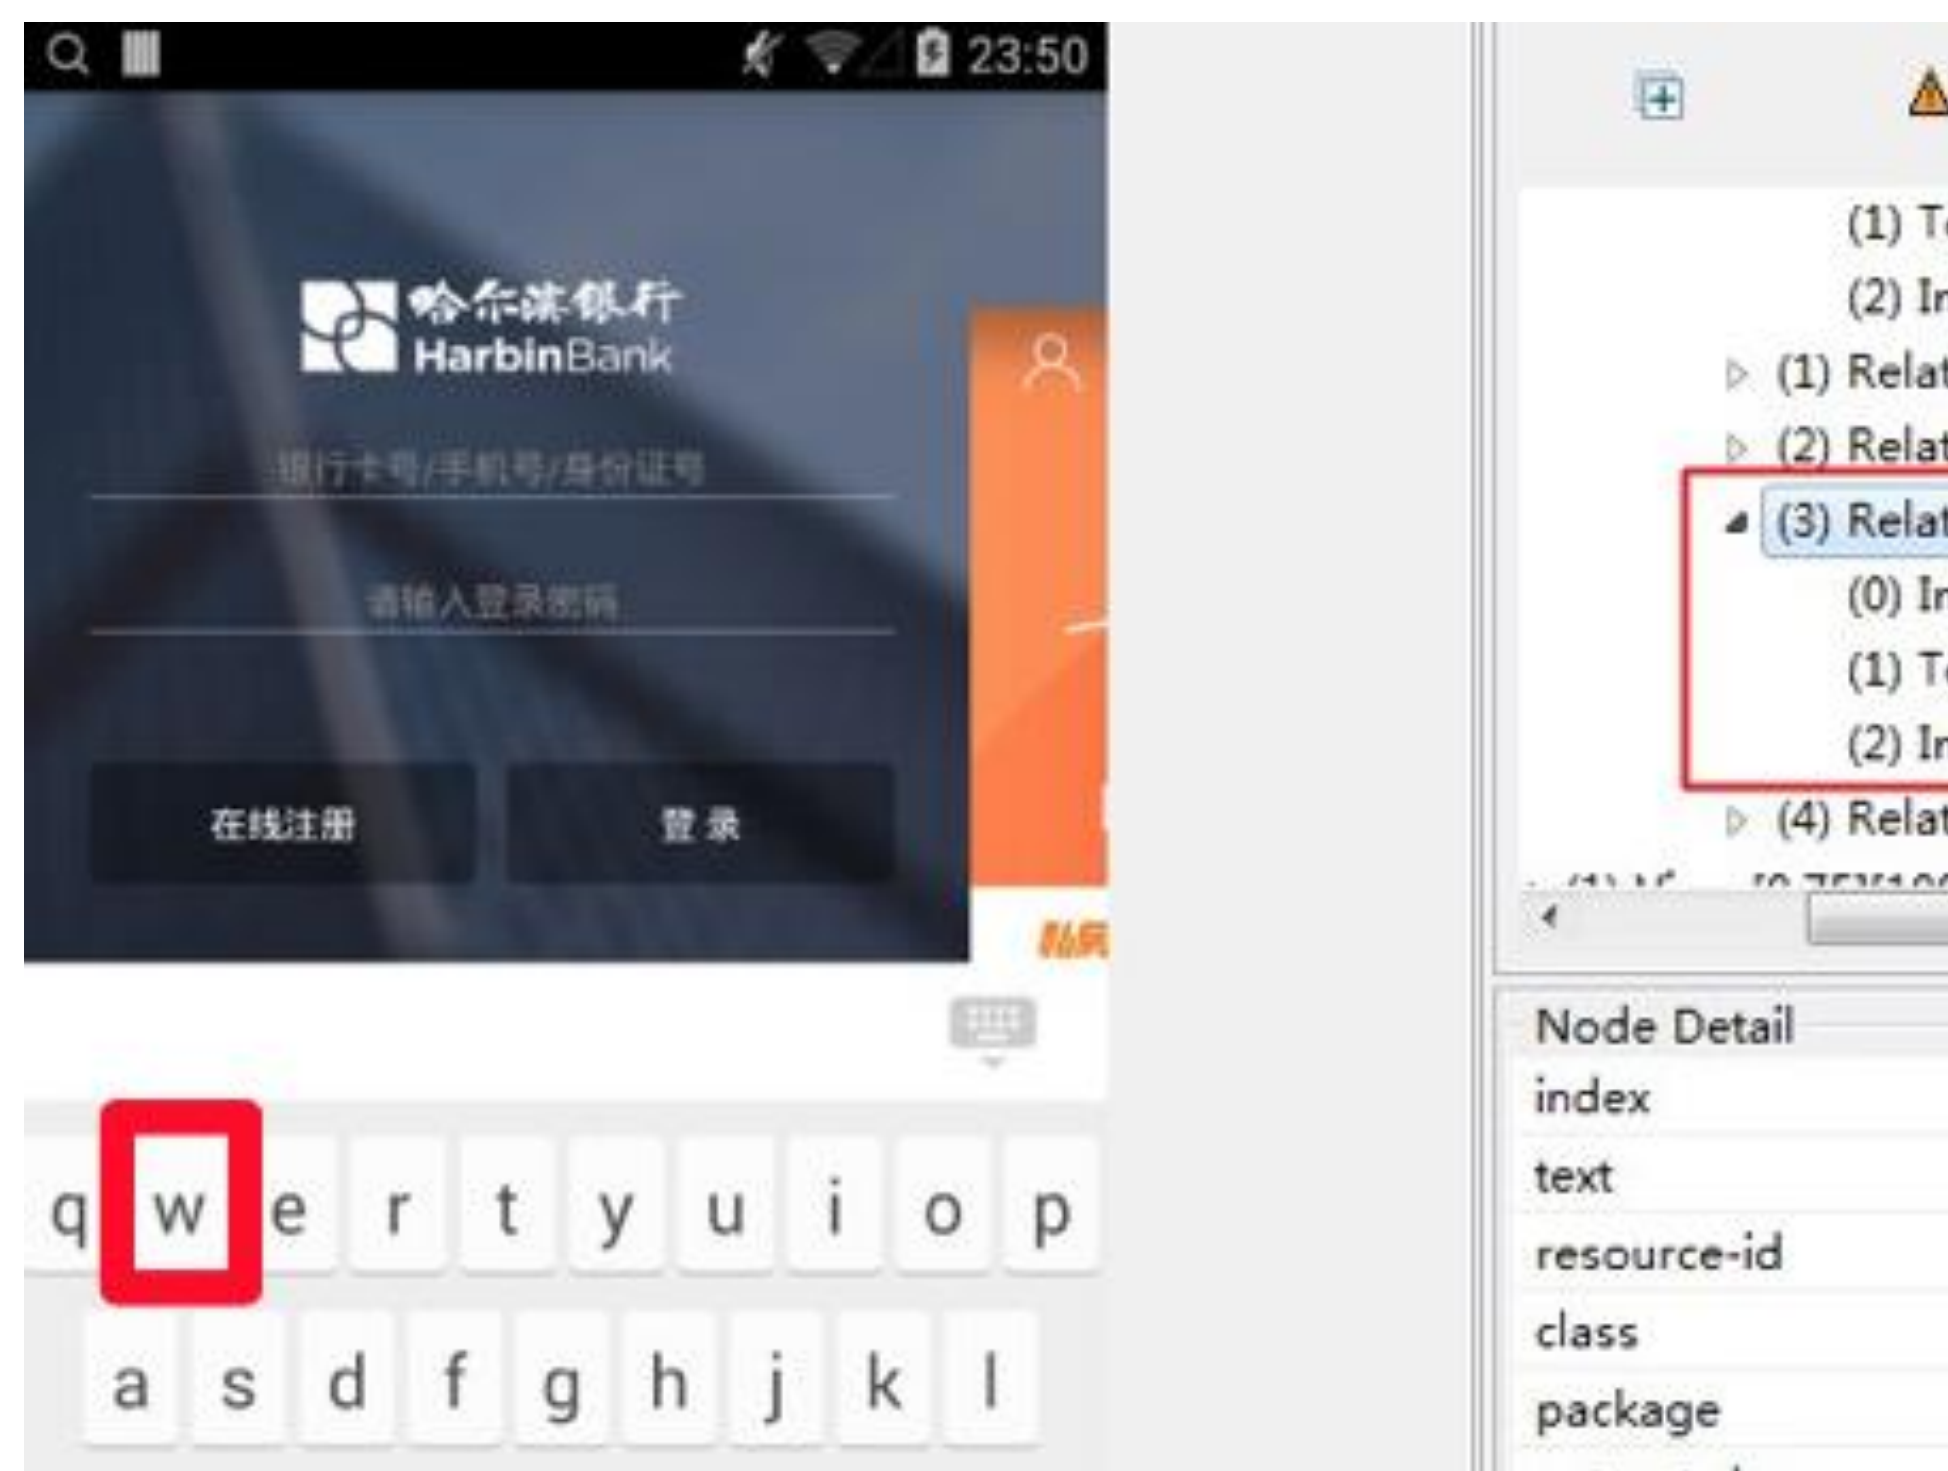 23:50
哈尔滨银行
HarbinBank
银行卡号/手机号/身份证号
请输入登录密码
在线注册
登录
q w e r t y u i o p
a s d f g h j k l
(1)
(2)
(1) Relat
(2) Relat
(3) Relat
(0)
(1)
(2)
(4) Relat
Node Detail
index
text
resource-id
class
package